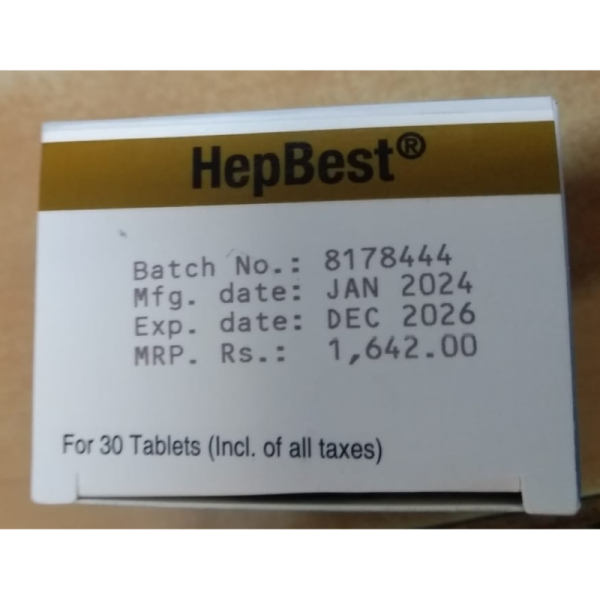 HepBest®
Batch No.: 8178444
Mfg. date: JAN 2024
Exp. date: DEC 2026
MRP. Rs.: 1,642.00
For 30 Tablets (Incl. of all taxes)